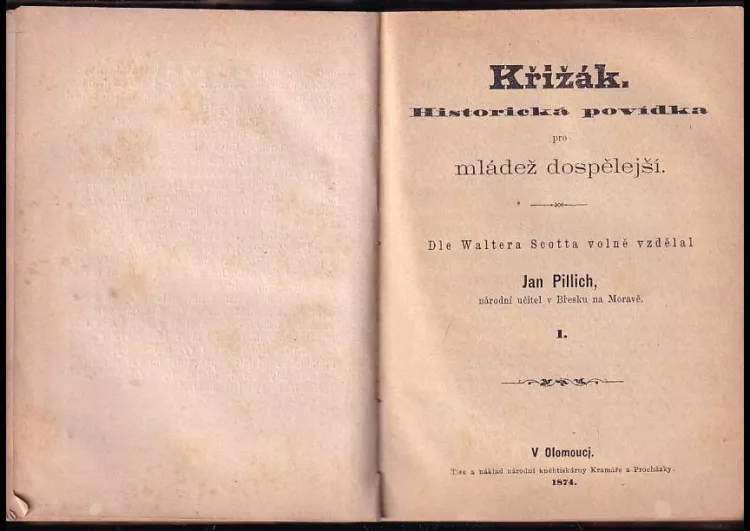 Křižák.
Historická povídka
pro
mládež dospělejší.
Dle Waltera Scotta volně vzdělal
Jan Pillich,
národní učitel v Břesku na Moravě.
I.
V Olomouci.
Tisk a náklad národní kněhtiskárny Kramáře a Procházky.
1874.